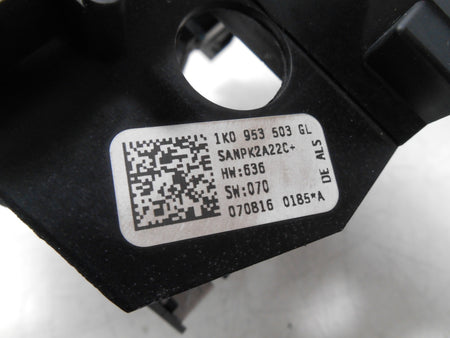 1K0 953 503 GL
SANPK2A22C+
HW:636
SW:070
070816 0185*A
DE ALS